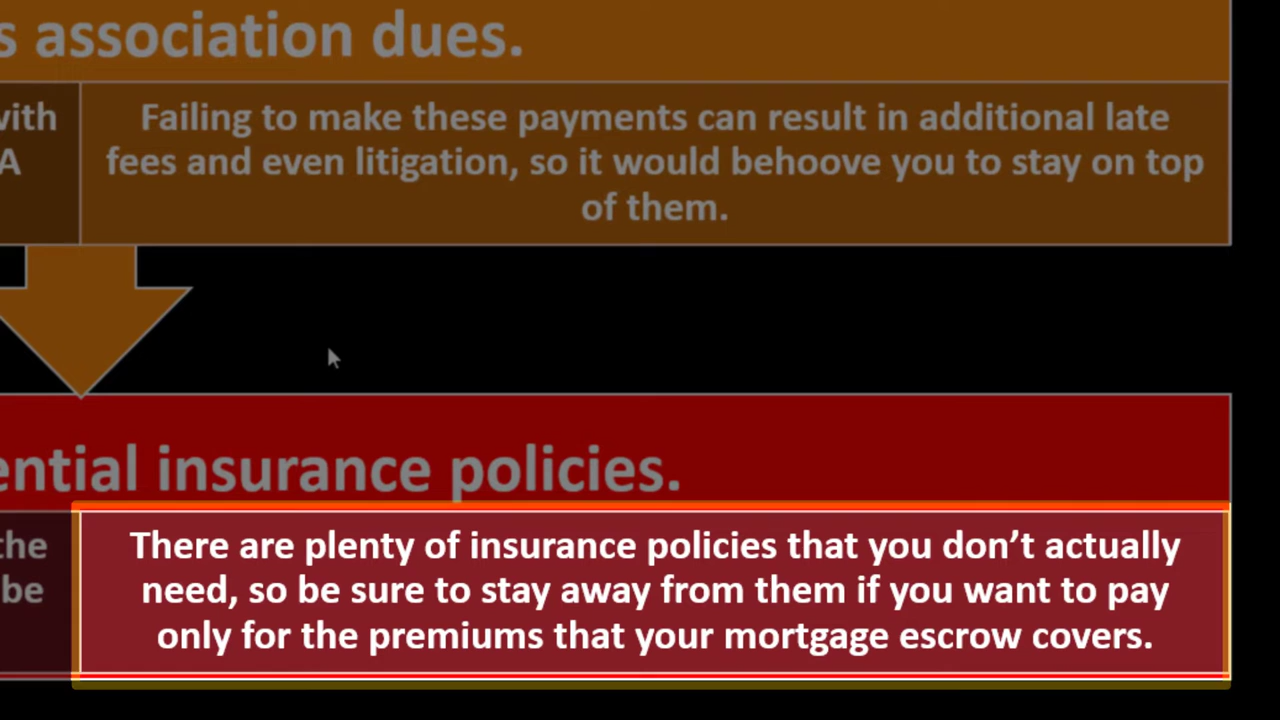 s association dues.
with
A
Failing to make these payments can result in additional late
fees and even litigation, so it would behoove you to stay on top
of them.
ential insurance policies.
the
be
There are plenty of insurance policies that you don’t actually
need, so be sure to stay away from them if you want to pay
only for the premiums that your mortgage escrow covers.